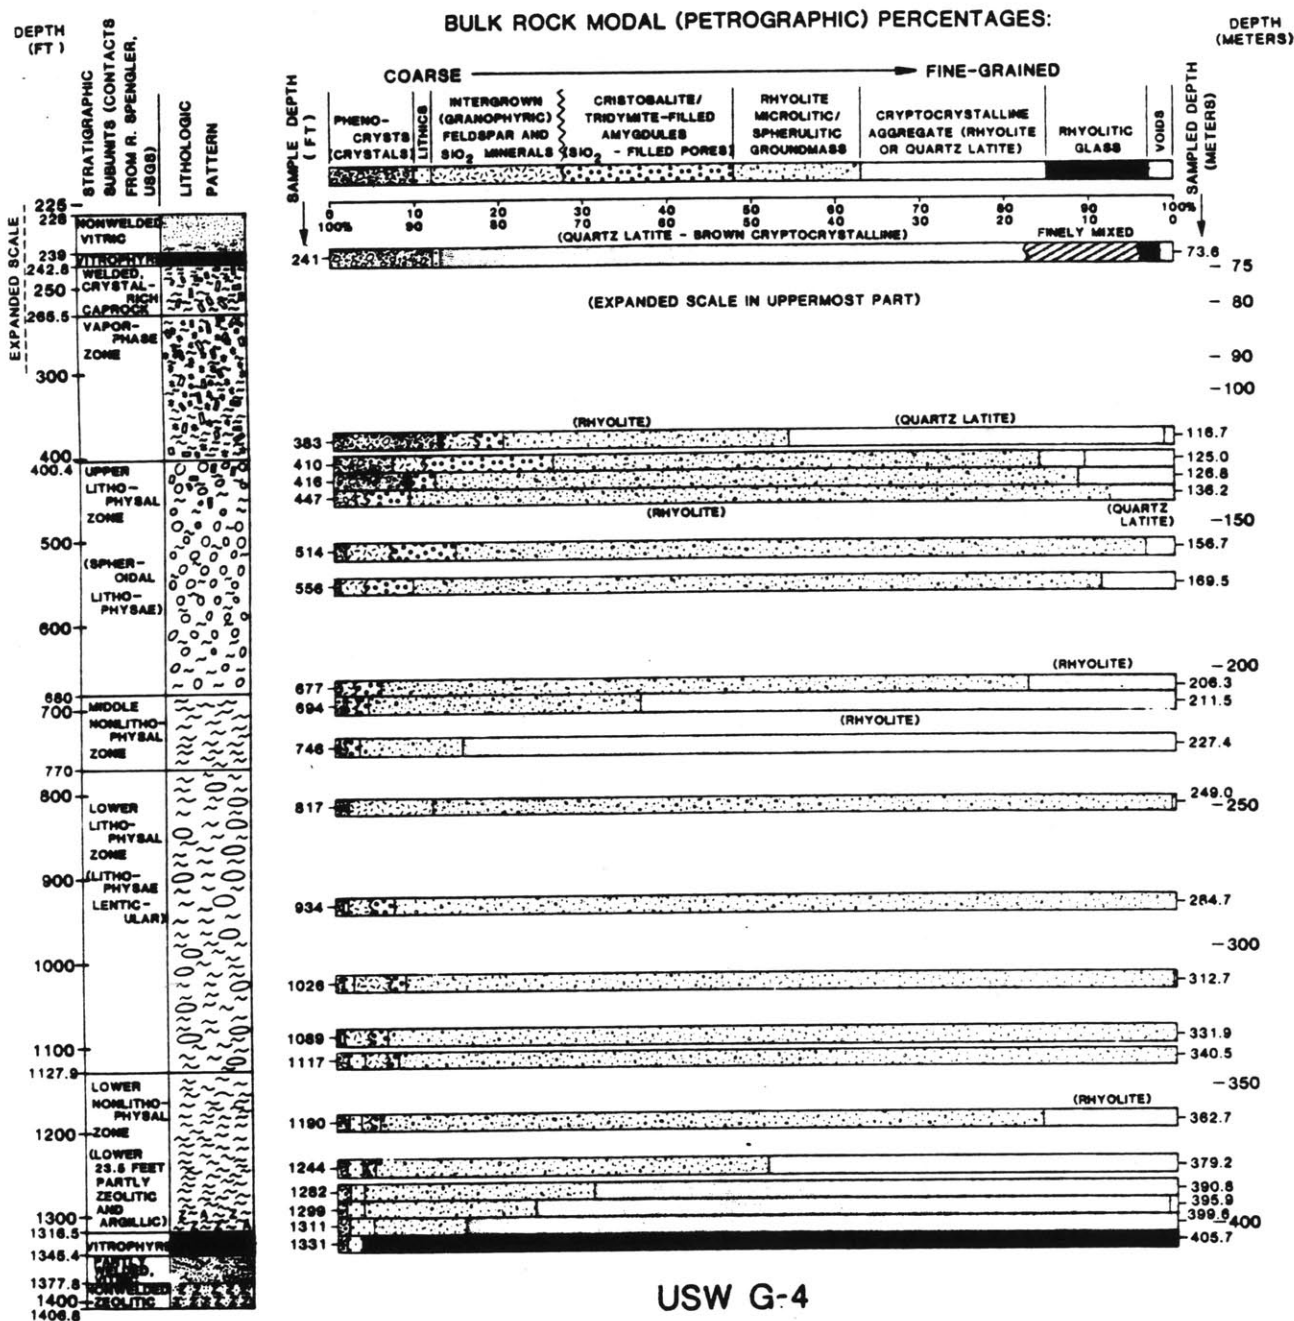 BULK ROCK MODAL (PETROGRAPHIC) PERCENTAGES:
DEPTH
(FT )
STRATIGRAPHIC
SUBUNITS (CONTACTS
FROM R. SPENGLER,
USGS)
LITHOLOGIC
PATTERN
SAMPLE DEPTH
(FT)
COARSE
FINE-GRAINED
PHENO-
CRYSTS
(CRYSTALS)
LITHICS
INTERGROWN
(GRANOPHYRIC)
FELDSPAR AND
SIO2 MINERALS
CRISTOBALITE/
TRIDYMITE-FILLED
AMYGDULES
(SIO2 - FILLED PORES)
RHYOLITE
MICROLITIC/
SPHERULITIC
GROUNDMASS
CRYPTOCRYSTALLINE
AGGREGATE (RHYOLITE
OR QUARTZ LATITE)
RHYOLITIC
GLASS
VOIDS
SAMPLED DEPTH
(METERS)
DEPTH
(METERS)
0 10 20 30 40 50 60 70 80 90 100%
100% 90 80 70 60 50 40 30 20 10 0
(QUARTZ LATITE - BROWN CRYPTOCRYSTALLINE)
FINELY MIXED
241
73.6
(EXPANDED SCALE IN UPPERMOST PART)
EXPANDED SCALE
225
228
239
242.8
250
266.5
300
400
400.4
500
600
680
700
770
800
900
1000
1100
1127.9
1200
1300
1316.5
1345.4
1377.8
1400
1406.8
NONWELDED
VITRIC
VITROPHYRE
WELDED,
CRYSTAL-
RICH
CAPROCK
VAPOR-
PHASE
ZONE
UPPER
LITHO-
PHYSAL
ZONE
(SPHER-
OIDAL
LITHO-
PHYSAE)
MIDDLE
NONLITHO-
PHYSAL
ZONE
LOWER
LITHO-
PHYSAL
ZONE
(LITHO-
PHYSAE
LENTIC-
ULAR)
LOWER
NONLITHO-
PHYSAL
ZONE
(LOWER
23.5 FEET
PARTLY
ZEOLITIC
AND
ARGILLIC)
VITROPHYRE
PARTLY
WELDED,
NONWELDED
ZEOLITIC
(RHYOLITE)
(QUARTZ LATITE)
383
116.7
410
125.0
416
126.8
447
136.2
(RHYOLITE)
(QUARTZ
LATITE)
514
156.7
556
169.5
(RHYOLITE)
677
206.3
694
211.5
(RHYOLITE)
746
227.4
817
249.0
934
284.7
1026
312.7
1089
331.9
1117
340.5
(RHYOLITE)
1190
362.7
1244
379.2
1282
390.8
1299
395.9
1311
399.6
1331
405.7
75
80
90
100
150
200
250
300
350
400
USW G-4